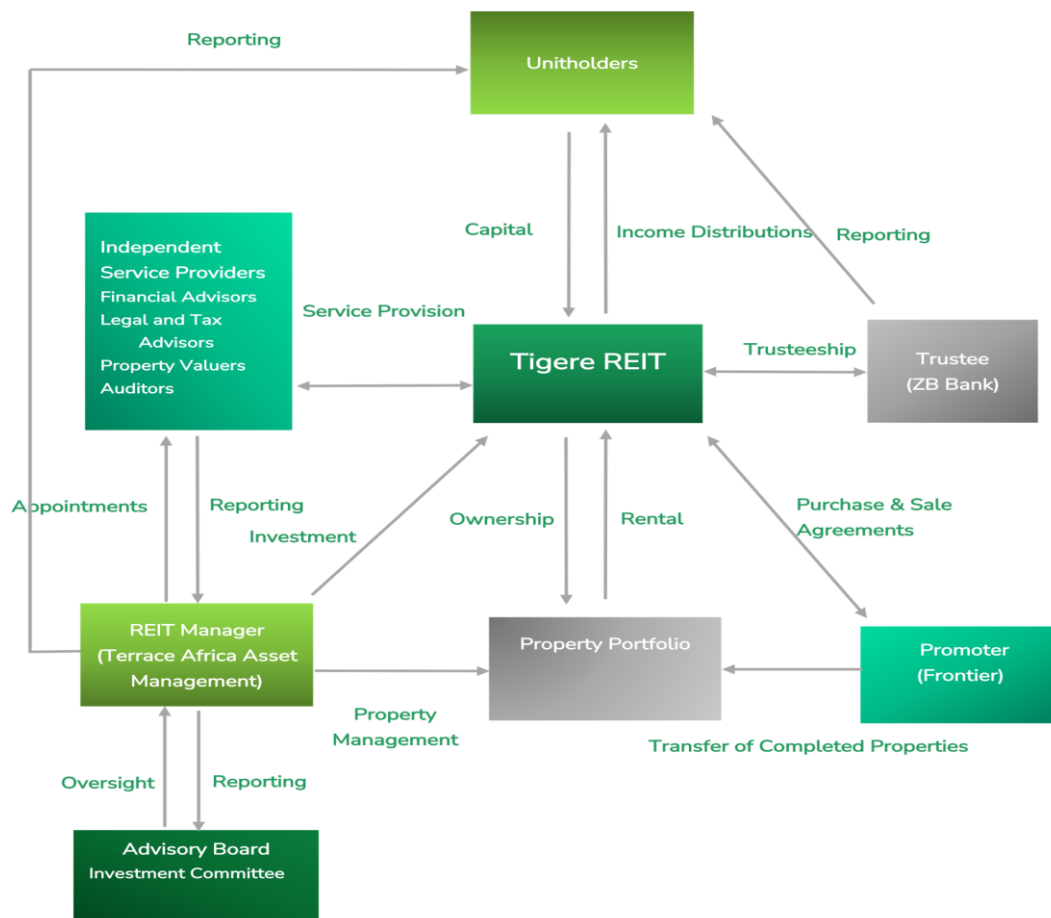 Reporting
Unitholders
Capital
Income Distributions
Reporting
Independent
Service Providers
Financial Advisors
Legal and Tax
Advisors
Property Valuers
Auditors
Service Provision
Tigere REIT
Trusteeship
Trustee
(ZB Bank)
Appointments
Reporting
Investment
Ownership
Rental
Purchase & Sale
Agreements
REIT Manager
(Terrace Africa Asset
Management)
Property Portfolio
Promoter
(Frontier)
Property
Management
Transfer of Completed Properties
Oversight
Reporting
Advisory Board
Investment Committee